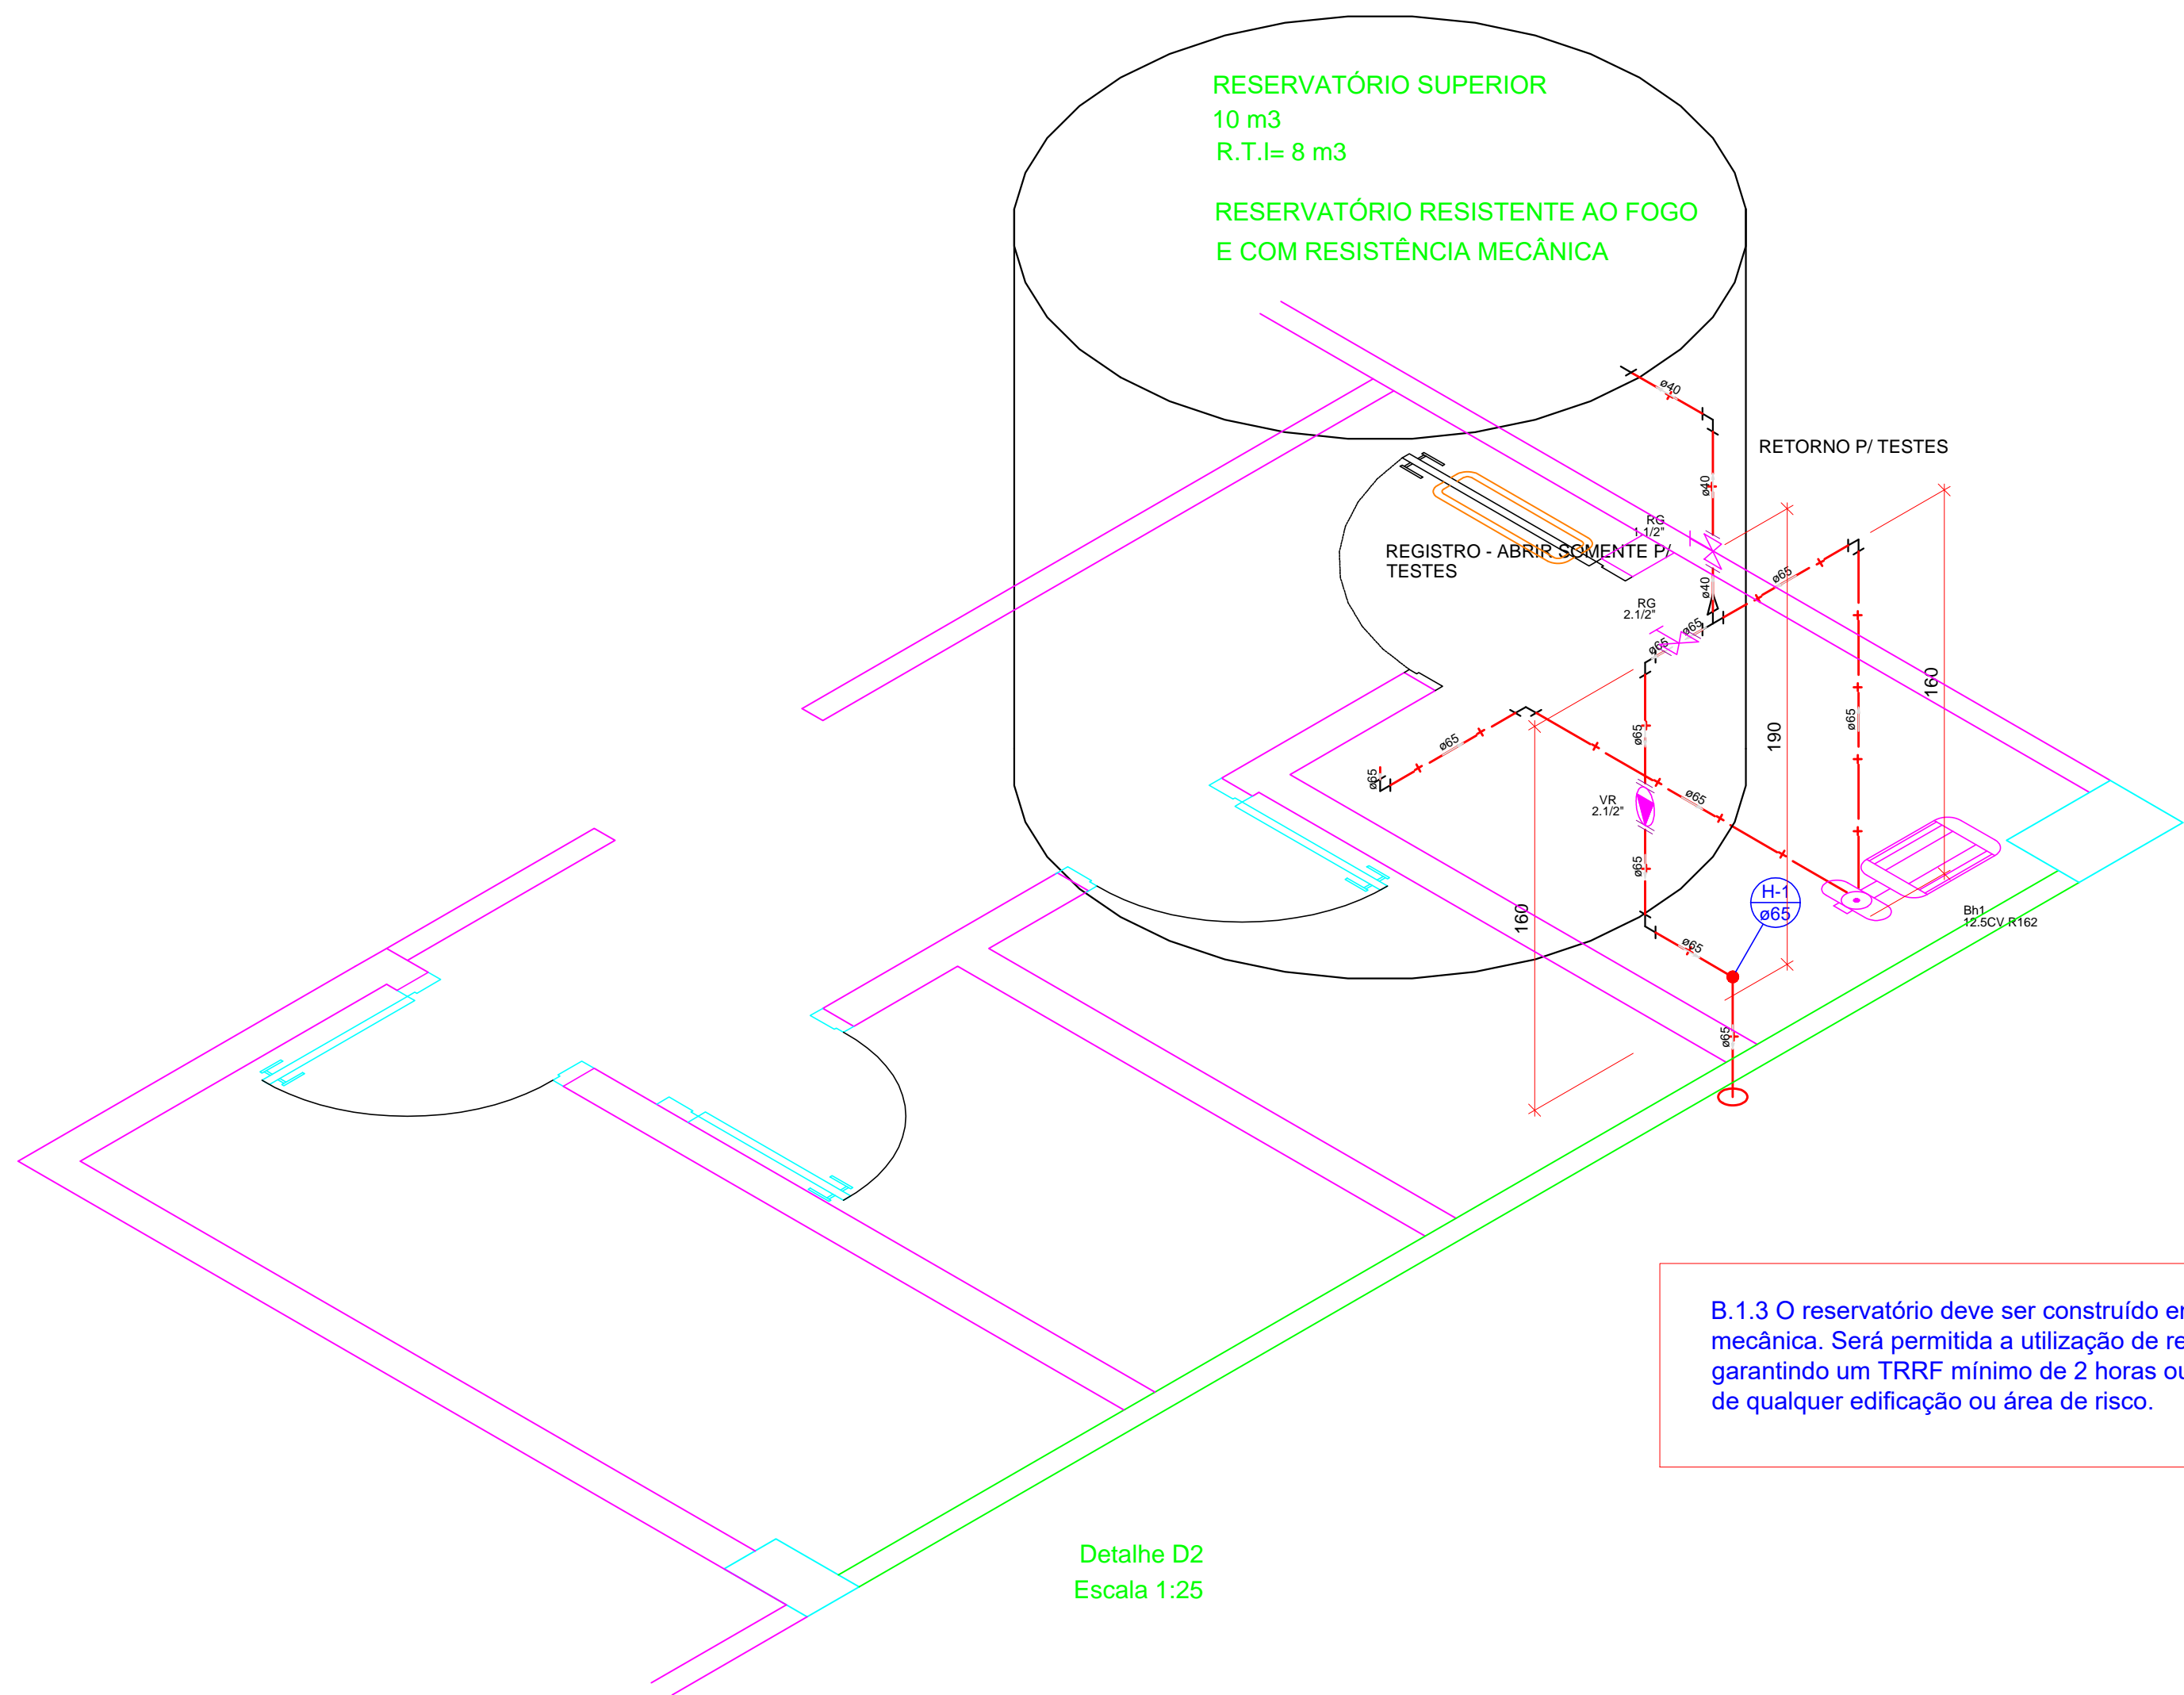 RESERVATÓRIO SUPERIOR
10 m3
R.T.I= 8 m3
RESERVATÓRIO RESISTENTE AO FOGO
E COM RESISTÊNCIA MECÂNICA
ø40
RETORNO P/ TESTES
ø40
RG
1.1/2"
REGISTRO - ABRIR SOMENTE P/
TESTES
ø40
ø65
RG
2.1/2"
ø65
ø65
160
ø65
190
ø65
ø65
ø65
VR
2.1/2"
ø65
ø65
H-1
ø65
160
Bh1
12.5CV R162
ø65
ø65
B.1.3 O reservatório deve ser construído
mecânica. Será permitida a utilização de
garantindo um TRRF mínimo de 2 horas ou
de qualquer edificação ou área de risco.
Detalhe D2
Escala 1:25